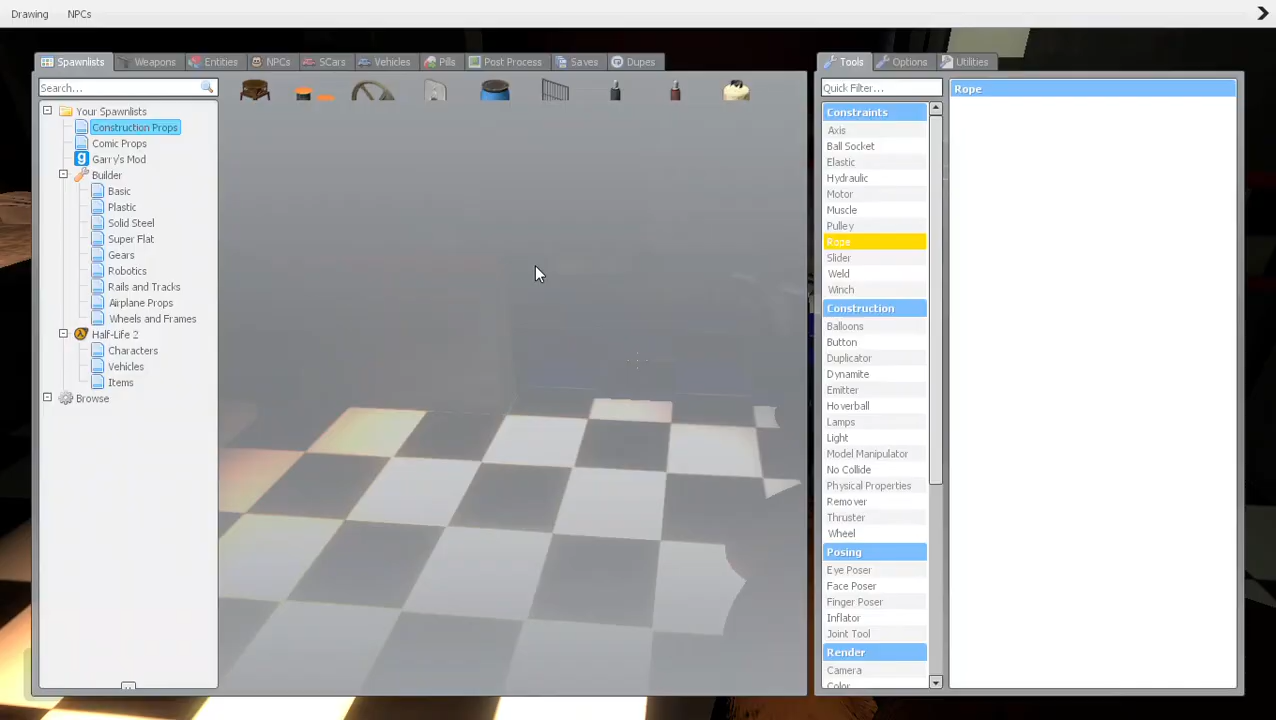 Drawing NPCs
Spawnlists Weapons Entities NPCs SCars Vehicles Pills Post Process Saves Dupes
Search...
Your Spawnlists
Construction Props
Comic Props
Garry's Mod
Builder
Basic
Plastic
Solid Steel
Super Flat
Gears
Robotics
Rails and Tracks
Airplane Props
Wheels and Frames
Half-Life 2
Characters
Vehicles
Items
Browse
Tools Options Utilities
Quick Filter...
Constraints
Axis
Ball Socket
Elastic
Hydraulic
Motor
Muscle
Pulley
Rope
Slider
Weld
Winch
Construction
Balloons
Button
Duplicator
Dynamite
Emitter
Hoverball
Lamps
Light
Model Manipulator
No Collide
Physical Properties
Remover
Thruster
Wheel
Posing
Eye Poser
Face Poser
Finger Poser
Inflator
Joint Tool
Render
Camera
Color
Rope